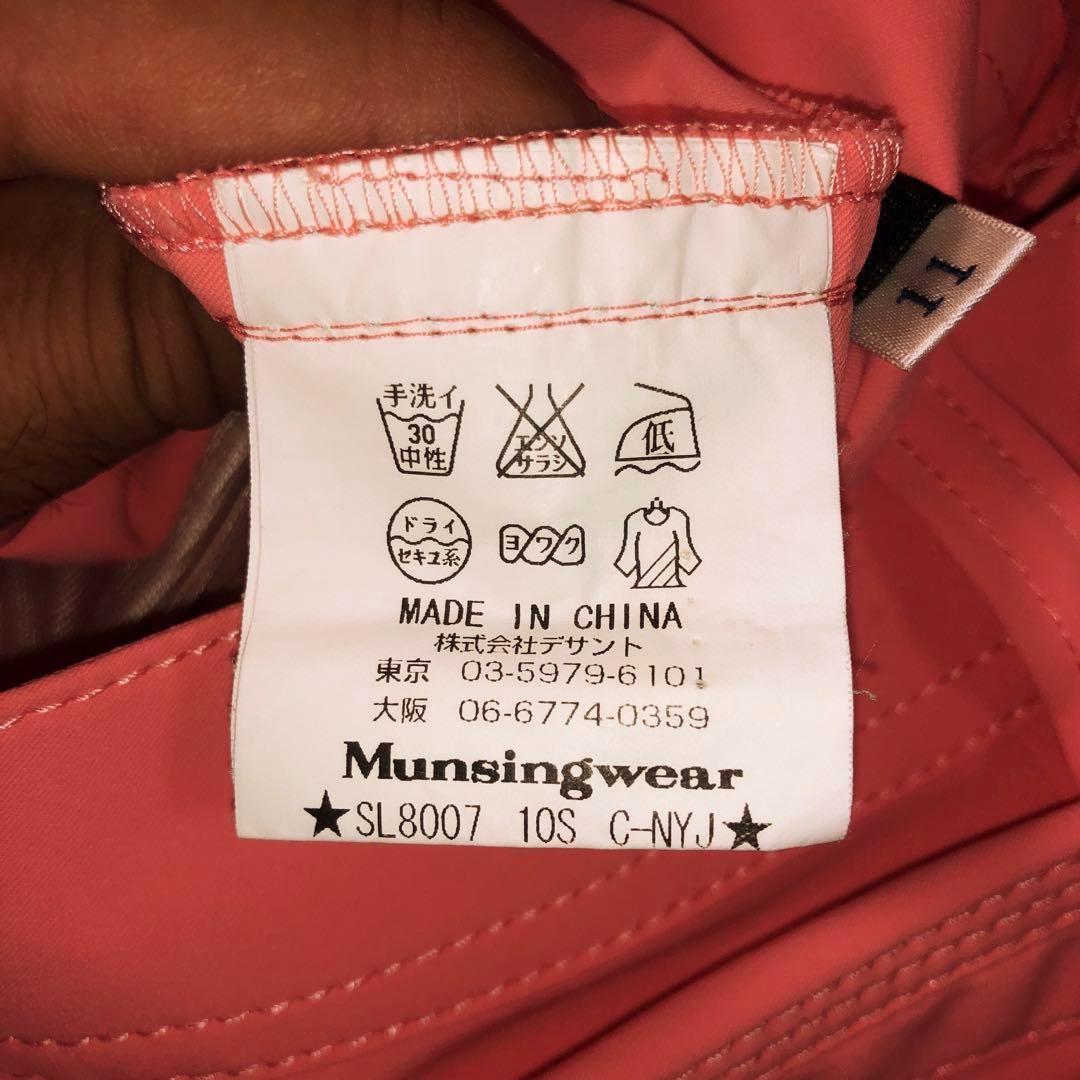 11
手洗イ
30
中性
エンソ
サラシ
低
ドライ
セキユ系
ヨワク
MADE IN CHINA
株式会社デサント
東京 03-5979-6101
大阪 06-6774-0359
Munsingwear
★SL8007 10S C-NYJ★